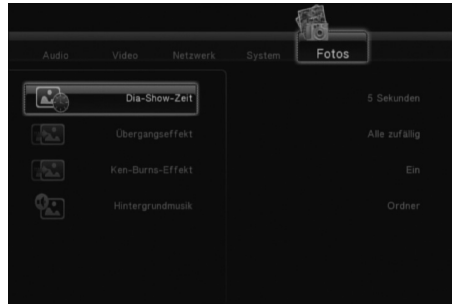 Audio Video Netzwerk System Fotos
Dia-Show-Zeit 5 Sekunden
Übergangseffekt Alle zufällig
Ken-Burns-Effekt Ein
Hintergrundmusik Ordner